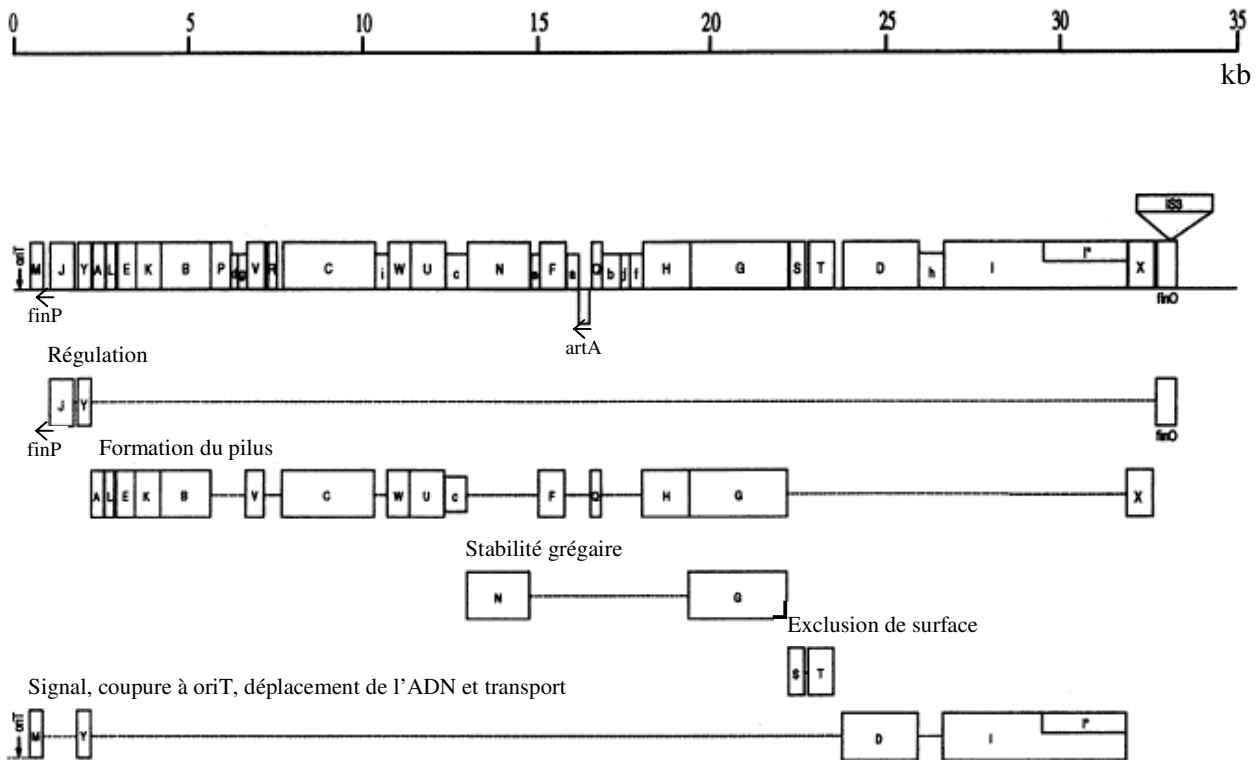 0 5 10 15 20 25 30 35
kb
IS3
oriT M J Y A L E K B P V R C i W U c N e F a Q b j f H G S T D h I I* X
finP
finO
artA
Régulation
J Y
finP
finO
Formation du pilus
A L E K B V C W U c F Q H G X
Stabilité grégaire
N G
Exclusion de surface
S T
Signal, coupure à oriT, déplacement de l'ADN et transport
oriT M Y D I I*